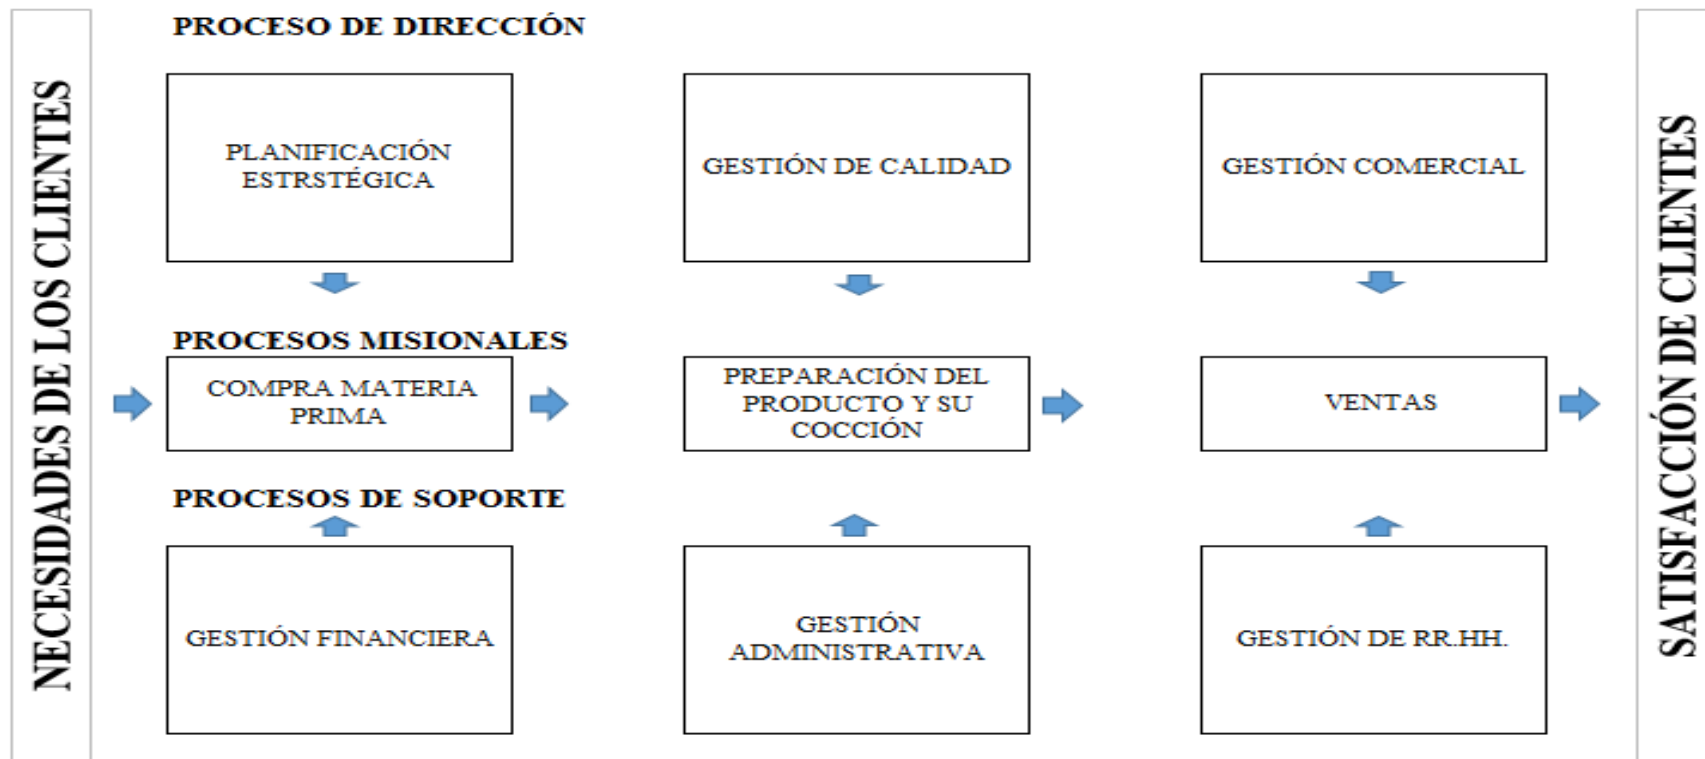 NECESIDADES DE LOS CLIENTES
PROCESO DE DIRECCIÓN
PLANIFICACIÓN
ESTRSTÉGICA
GESTIÓN DE CALIDAD
GESTIÓN COMERCIAL
PROCESOS MISIONALES
COMPRA MATERIA
PRIMA
PREPARACIÓN DEL
PRODUCTO Y SU
COCCIÓN
VENTAS
PROCESOS DE SOPORTE
GESTIÓN FINANCIERA
GESTIÓN
ADMINISTRATIVA
GESTIÓN DE RR.HH.
SATISFACCIÓN DE CLIENTES